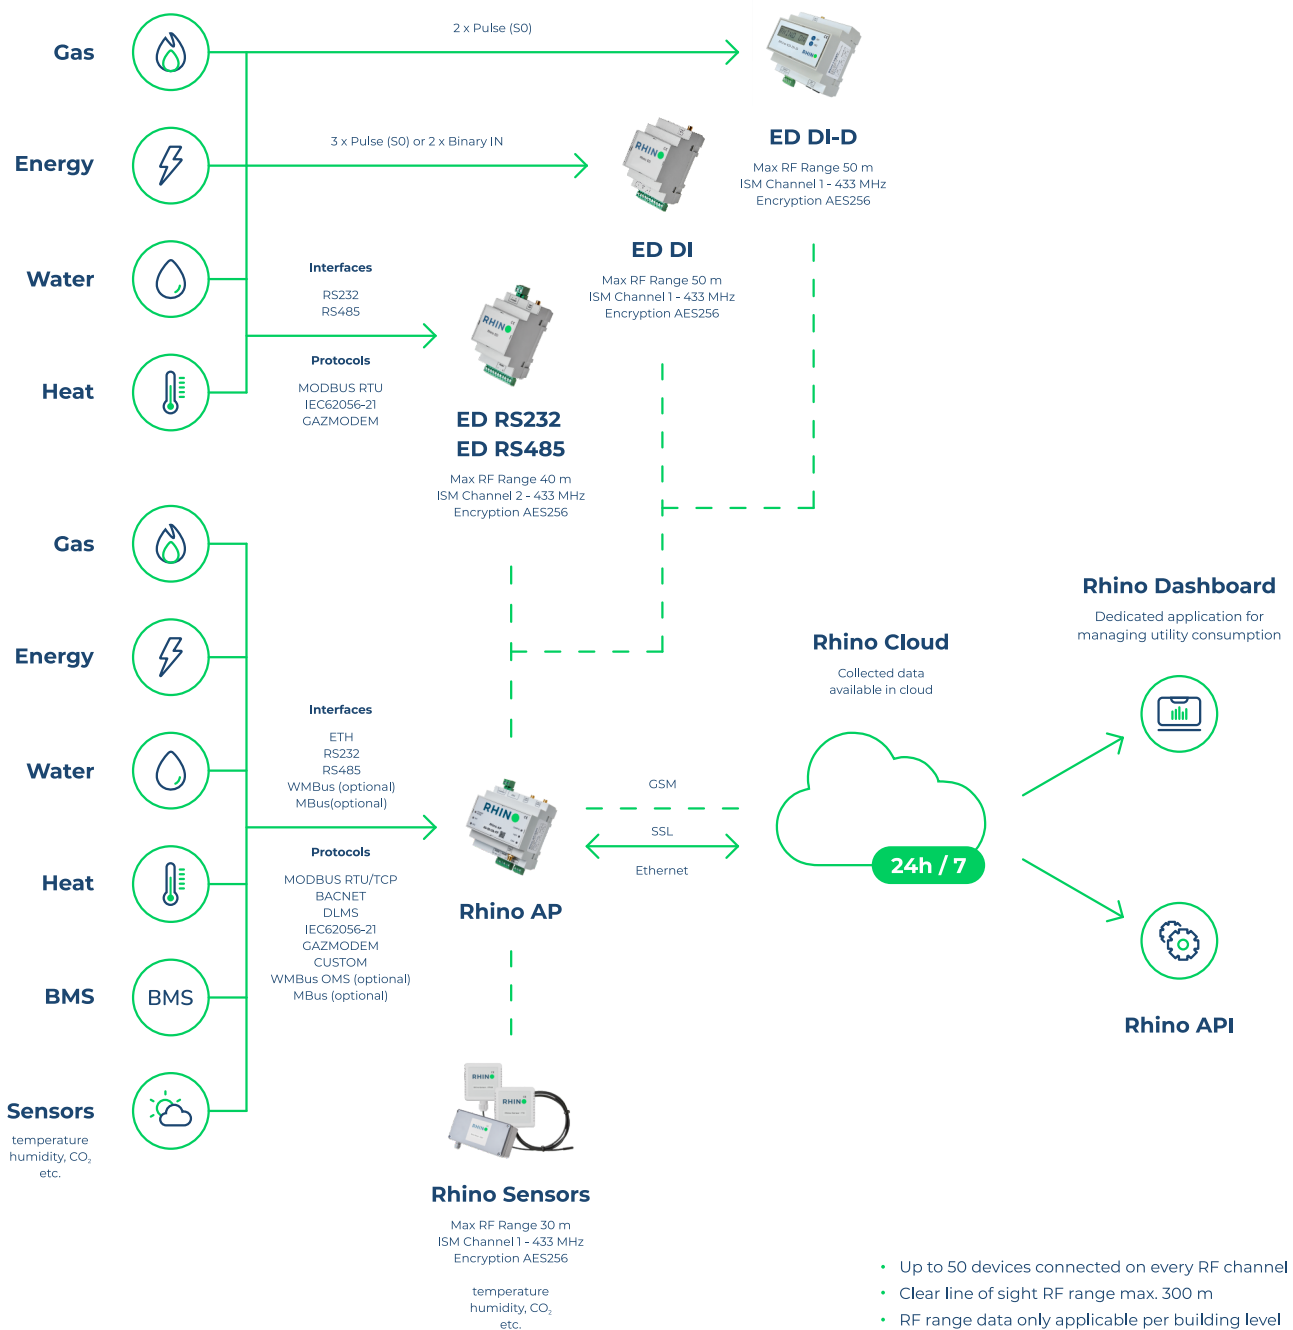 Gas
2 x Pulse (S0)
RHINO
ED DI-D
Max RF Range 50 m
ISM Channel 1 - 433 MHz
Encryption AES256
Energy
3 x Pulse (S0) or 2 x Binary IN
RHINO
ED DI
Max RF Range 50 m
ISM Channel 1 - 433 MHz
Encryption AES256
Water
Interfaces
RS232
RS485
Protocols
MODBUS RTU
IEC62056-21
GAZMODEM
RHINO
ED RS232
ED RS485
Max RF Range 40 m
ISM Channel 2 - 433 MHz
Encryption AES256
Heat
Gas
Energy
Water
Interfaces
ETH
RS232
RS485
WMBus (optional)
MBus(optional)
Protocols
MODBUS RTU/TCP
BACNET
DLMS
IEC62056-21
GAZMODEM
CUSTOM
WMBus OMS (optional)
MBus (optional)
Heat
BMS
BMS
Sensors
temperature
humidity, CO₂
etc.
RHINO
Rhino AP
Rhino AP
GSM
SSL
Ethernet
Rhino Cloud
Collected data
available in cloud
24h / 7
Rhino Dashboard
Dedicated application for
managing utility consumption
Rhino API
RHINO
RHINO
Rhino Sensors
Max RF Range 30 m
ISM Channel 1 - 433 MHz
Encryption AES256
temperature
humidity, CO₂
etc.
• Up to 50 devices connected on every RF channel
• Clear line of sight RF range max. 300 m
• RF range data only applicable per building level